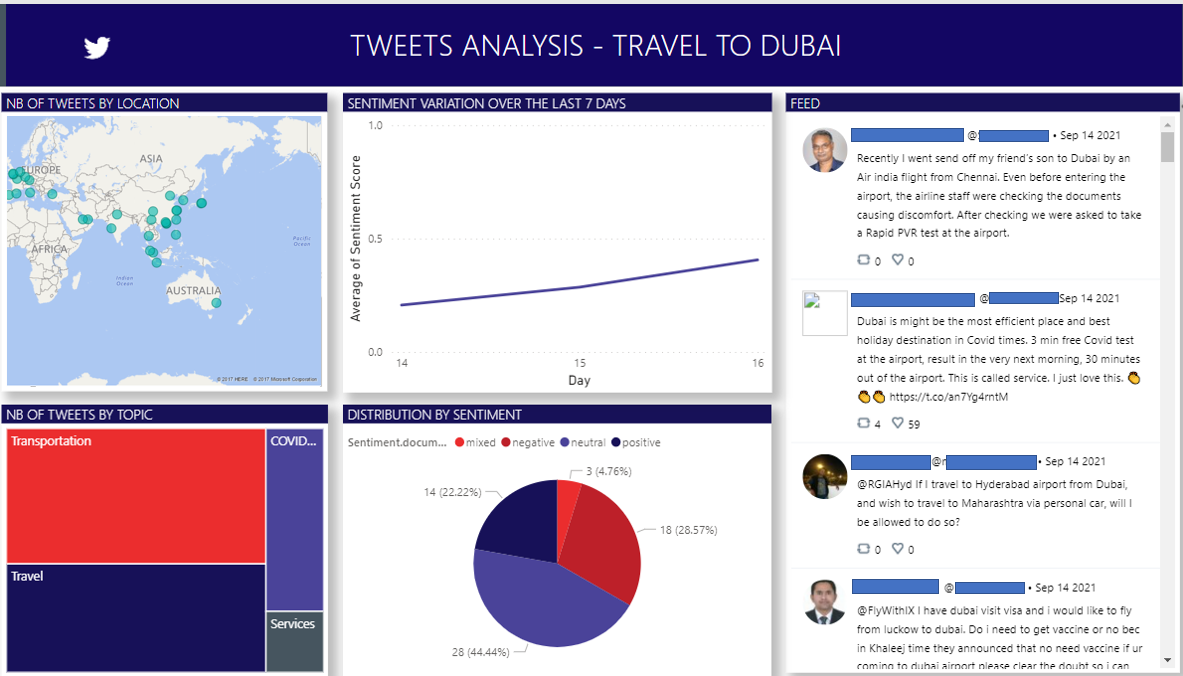 TWEETS ANALYSIS - TRAVEL TO DUBAI
NB OF TWEETS BY LOCATION
EUROPE
ASIA
AFRICA
AUSTRALIA
Pacific
Ocean
Indian
Ocean
© 2017 HERE © 2017 Microsoft Corporation
SENTIMENT VARIATION OVER THE LAST 7 DAYS
Average of Sentiment Score
1.0
0.5
0.0
14
15
16
Day
NB OF TWEETS BY TOPIC
Transportation
COVID...
Travel
Services
DISTRIBUTION BY SENTIMENT
Sentiment.docum... mixed negative neutral positive
3 (4.76%)
14 (22.22%)
18 (28.57%)
28 (44.44%)
FEED
@ • Sep 14 2021
Recently I went send off my friend's son to Dubai by an
Air india flight from Chennai. Even before entering the
airport, the airline staff were checking the documents
causing discomfort. After checking we were asked to take
a Rapid PVR test at the airport.
0 0
@ Sep 14 2021
Dubai is might be the most efficient place and best
holiday destination in Covid times. 3 min free Covid test
at the airport, result in the very next morning, 30 minutes
out of the airport. This is called service. I just love this. 👏
👏👏 https://t.co/an7Yg4rntM
4 59
@r • Sep 14 2021
@RGIAHyd If I travel to Hyderabad airport from Dubai,
and wish to travel to Maharashtra via personal car, will I
be allowed to do so?
0 0
@ • Sep 14 2021
@FlyWithIX I have dubai visit visa and i would like to fly
from luckow to dubai. Do i need to get vaccine or no bec
in Khaleej time they announced that no need vaccine if ur
coming to dubai airport please clear the doubt so i can